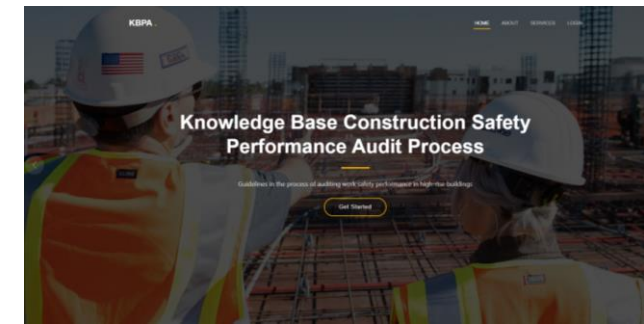 KBPA.
HOME ABOUT SERVICES LOGIN
Knowledge Base Construction Safety
Performance Audit Process
Guidelines in the process of auditing work safety performance in high-rise buildings
Get Started